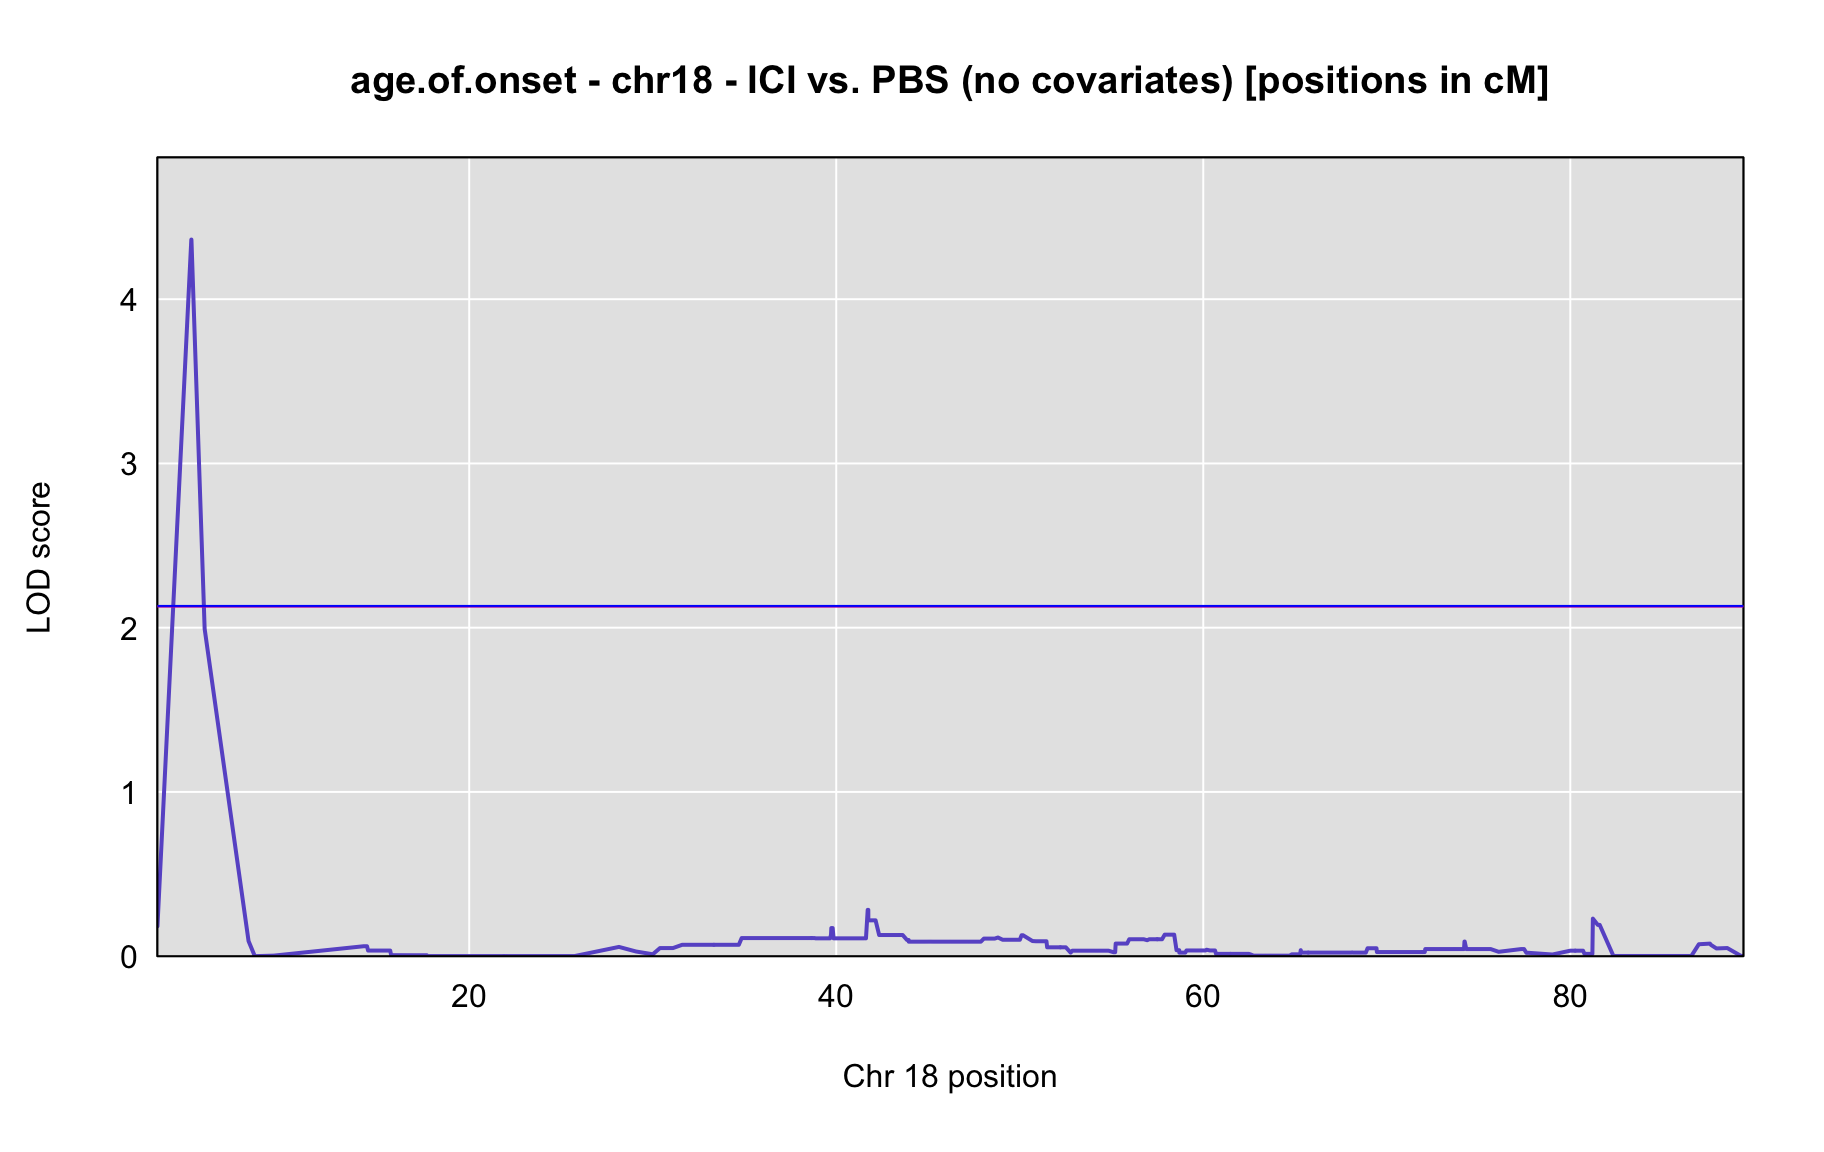 age.of.onset - chr18 - ICI vs. PBS (no covariates) [positions in cM]
LOD score
4
3
2
1
0
20 40 60 80
Chr 18 position